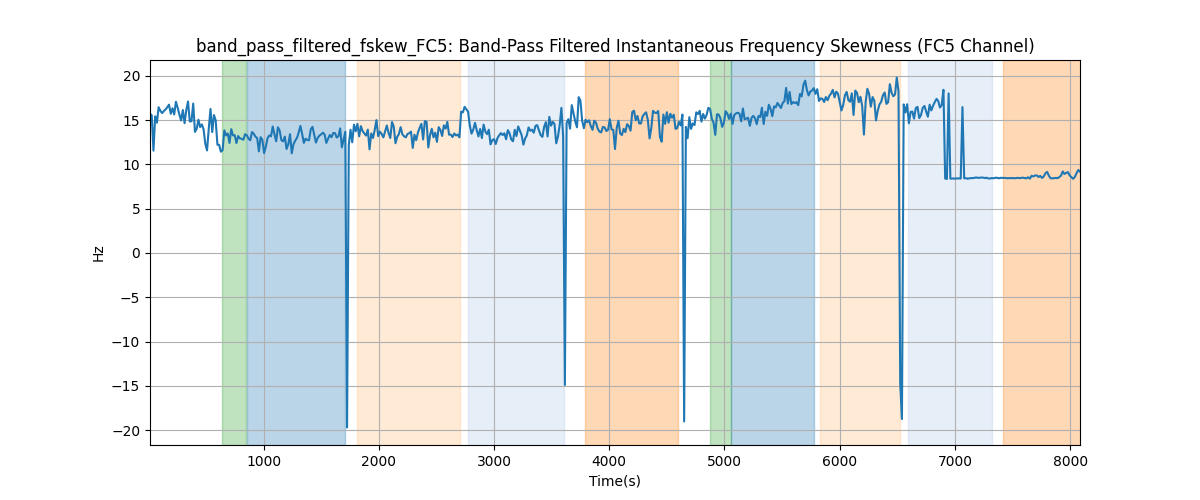 band_pass_filtered_fskew_FC5: Band-Pass Filtered Instantaneous Frequency Skewness (FC5 Channel)
20
15
10
5
0
−5
−10
−15
−20
Hz
1000 2000 3000 4000 5000 6000 7000 8000
Time(s)